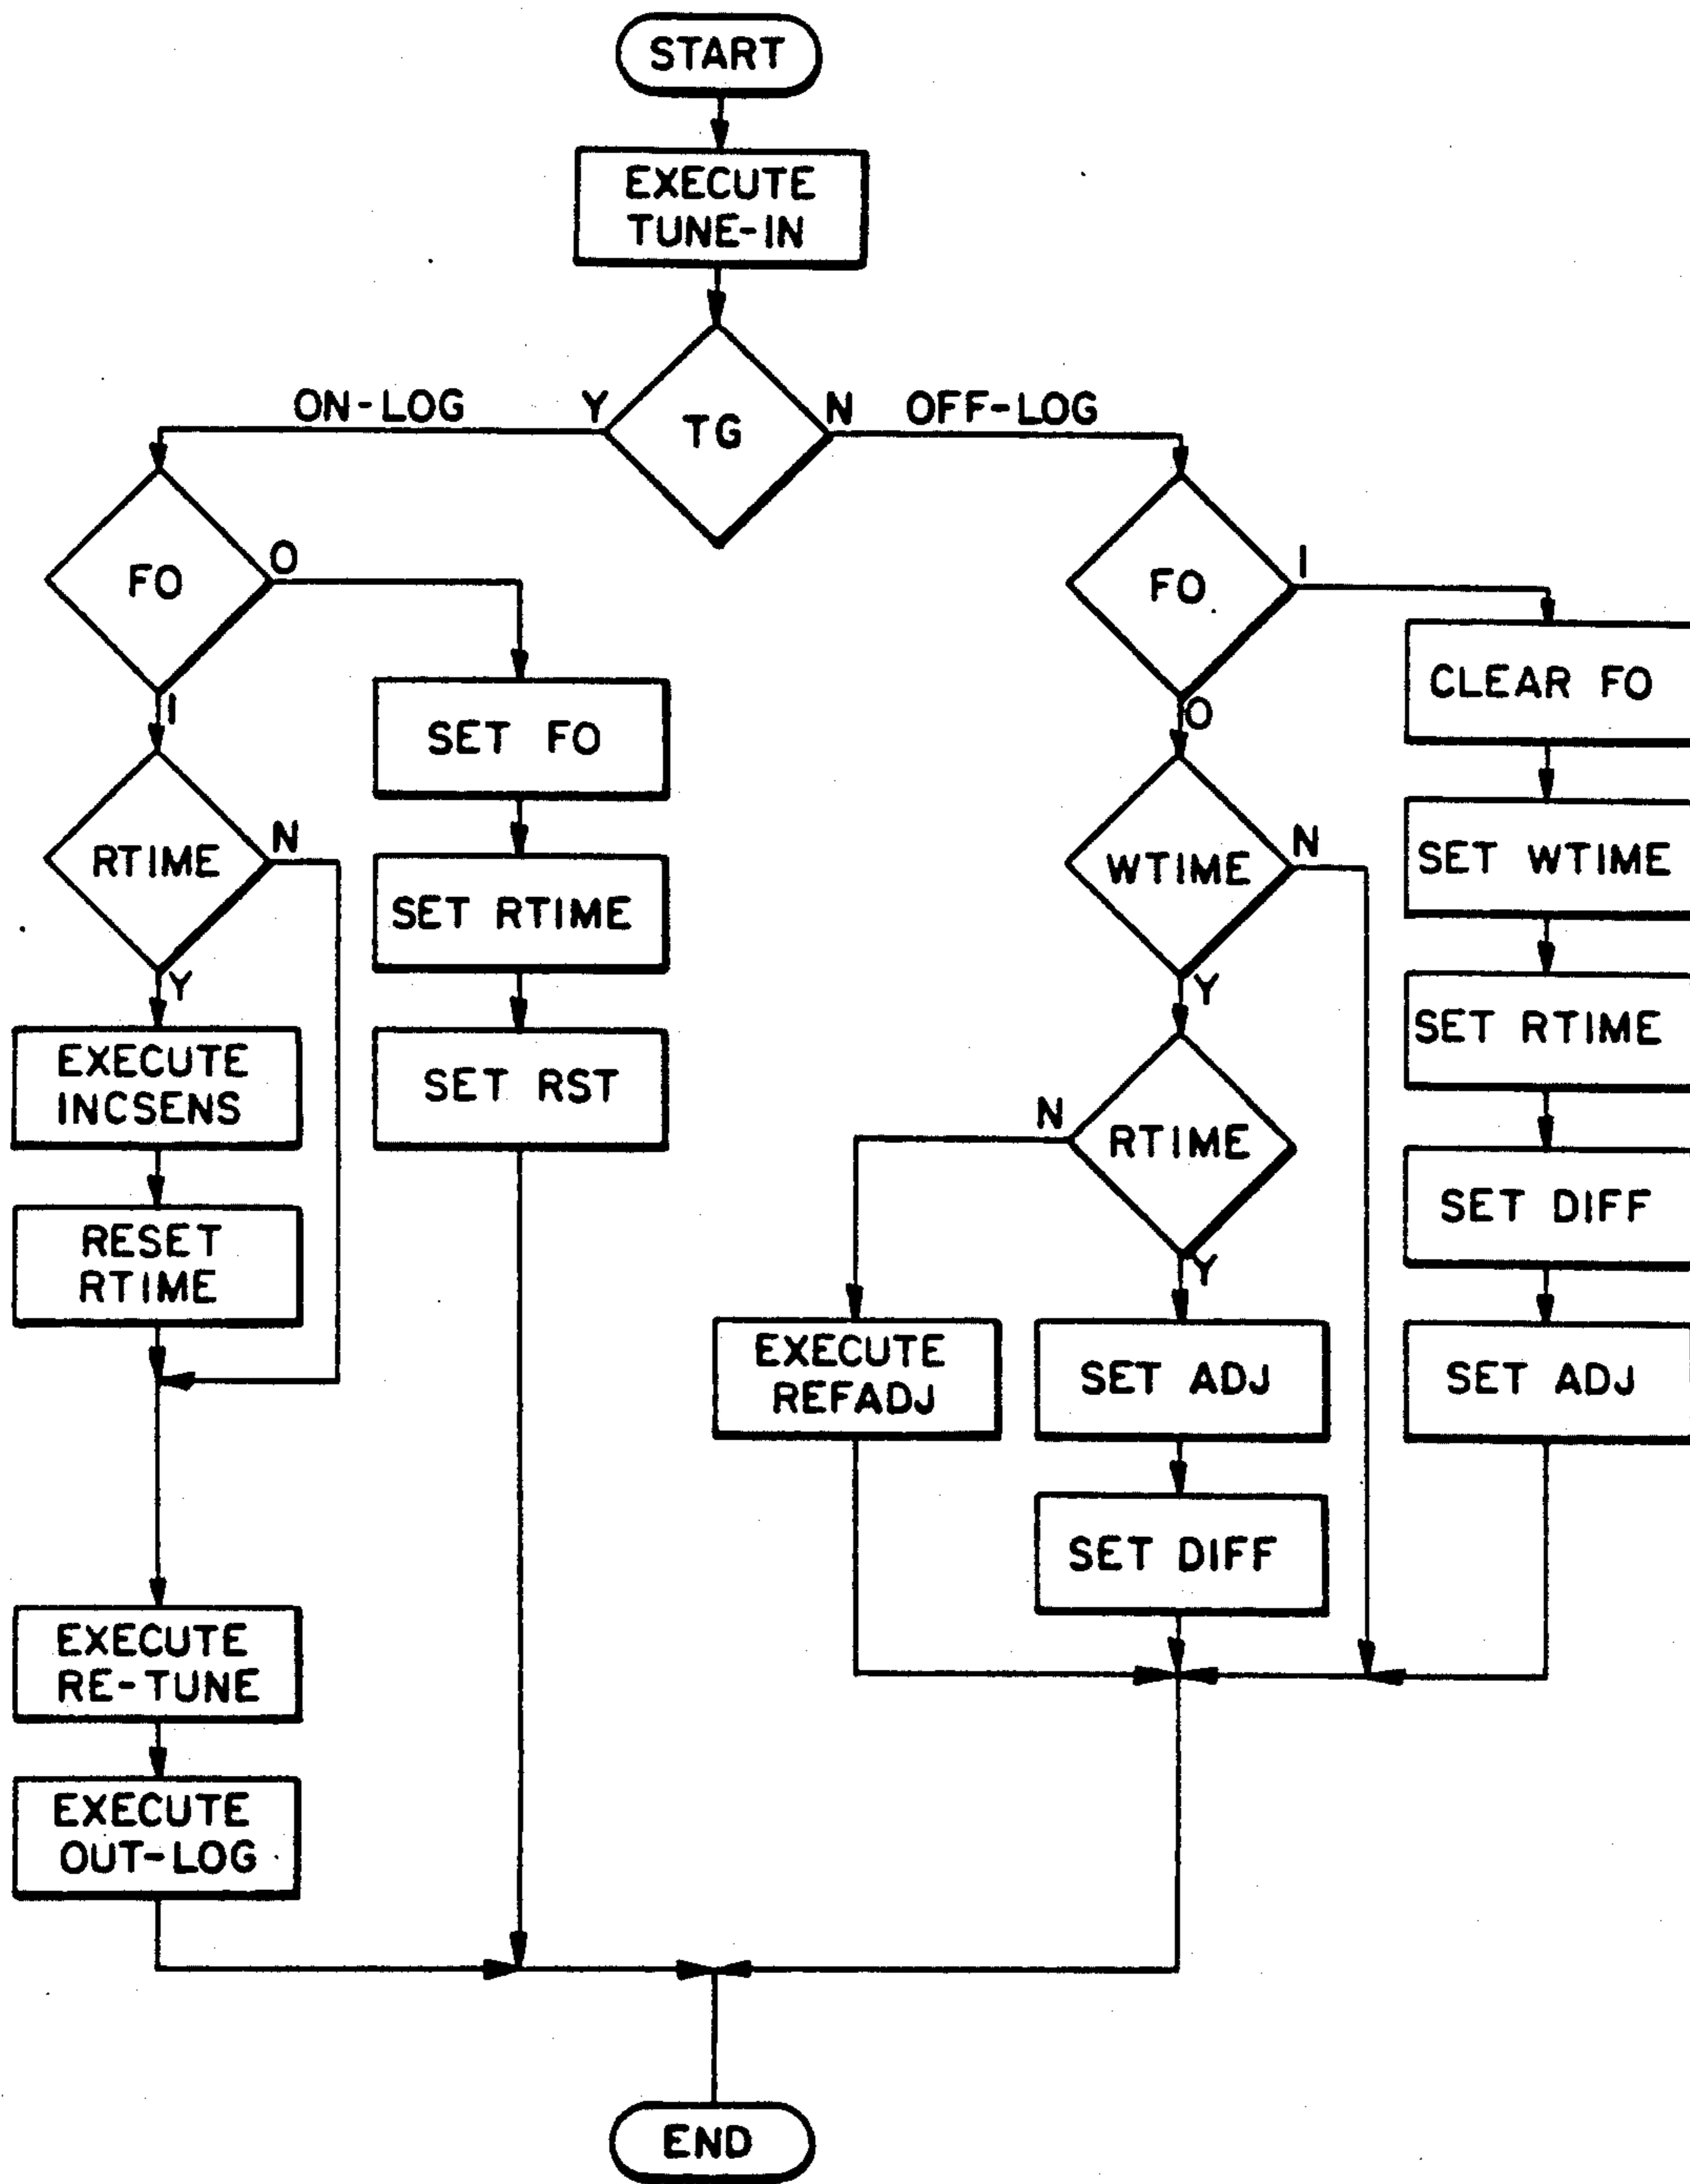 START
EXECUTE
TUNE-IN
ON-LOG
Y
TG
N
OFF-LOG
FO
O
I
FO
I
O
SET FO
CLEAR FO
RTIME
N
Y
SET RTIME
WTIME
N
Y
SET WTIME
EXECUTE
INCSENS
SET RST
N
RTIME
Y
SET RTIME
RESET
RTIME
SET DIFF
EXECUTE
REFADJ
SET ADJ
SET ADJ
SET DIFF
EXECUTE
RE-TUNE
EXECUTE
OUT-LOG
END